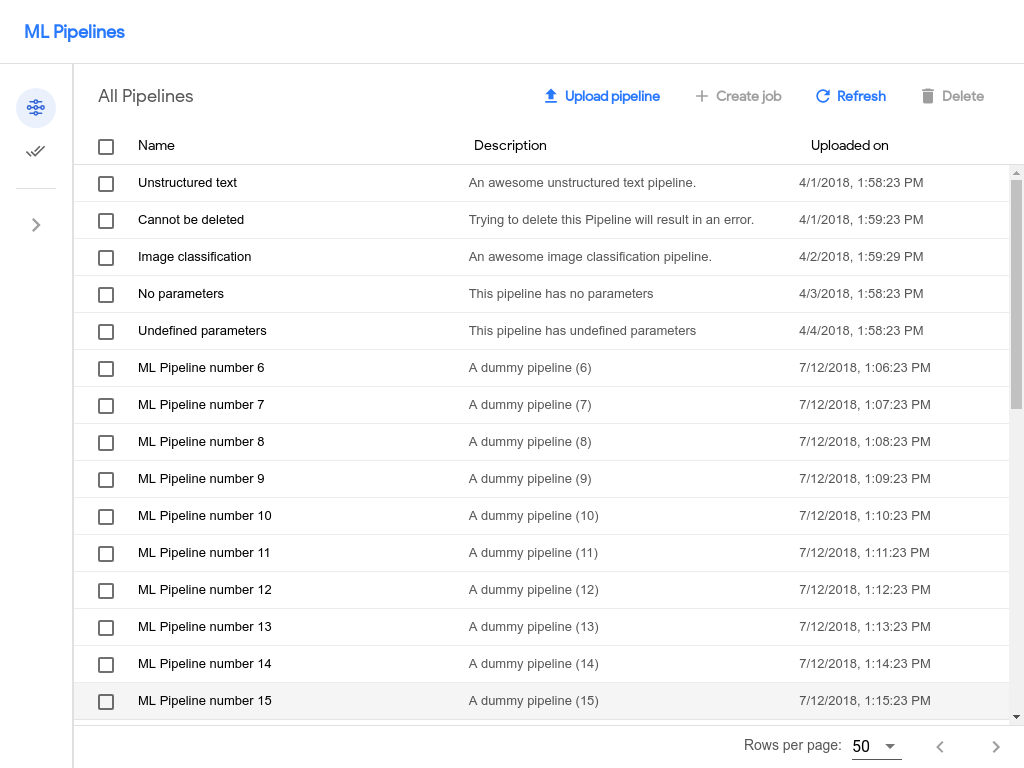 ML Pipelines
All Pipelines Upload pipeline Create job Refresh Delete
Name Description Uploaded on
Unstructured text An awesome unstructured text pipeline. 4/1/2018, 1:58:23 PM
Cannot be deleted Trying to delete this Pipeline will result in an error. 4/1/2018, 1:59:23 PM
Image classification An awesome image classification pipeline. 4/2/2018, 1:59:29 PM
No parameters This pipeline has no parameters 4/3/2018, 1:58:23 PM
Undefined parameters This pipeline has undefined parameters 4/4/2018, 1:58:23 PM
ML Pipeline number 6 A dummy pipeline (6) 7/12/2018, 1:06:23 PM
ML Pipeline number 7 A dummy pipeline (7) 7/12/2018, 1:07:23 PM
ML Pipeline number 8 A dummy pipeline (8) 7/12/2018, 1:08:23 PM
ML Pipeline number 9 A dummy pipeline (9) 7/12/2018, 1:09:23 PM
ML Pipeline number 10 A dummy pipeline (10) 7/12/2018, 1:10:23 PM
ML Pipeline number 11 A dummy pipeline (11) 7/12/2018, 1:11:23 PM
ML Pipeline number 12 A dummy pipeline (12) 7/12/2018, 1:12:23 PM
ML Pipeline number 13 A dummy pipeline (13) 7/12/2018, 1:13:23 PM
ML Pipeline number 14 A dummy pipeline (14) 7/12/2018, 1:14:23 PM
ML Pipeline number 15 A dummy pipeline (15) 7/12/2018, 1:15:23 PM
Rows per page: 50